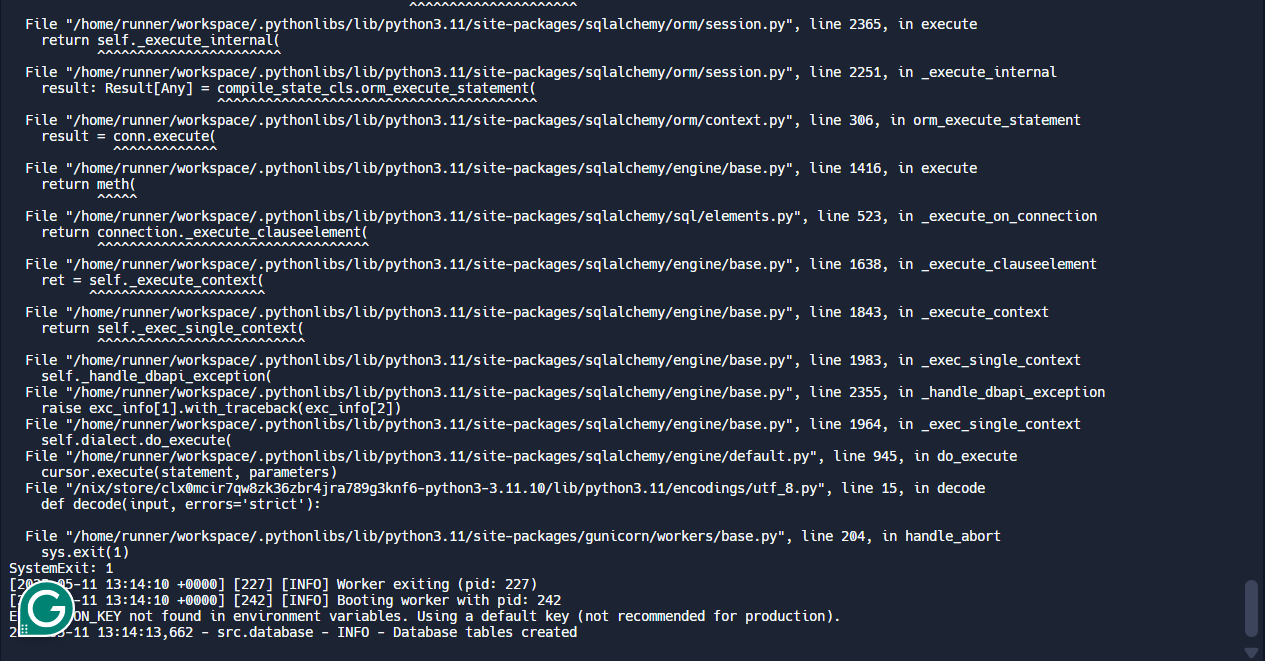 ^^^^^^^^^^^^^^^^^^^^^
File "/home/runner/workspace/.pythonlibs/lib/python3.11/site-packages/sqlalchemy/orm/session.py", line 2365, in execute
return self._execute_internal(
^^^^^^^^^^^^^^^^^^^^^^^
File "/home/runner/workspace/.pythonlibs/lib/python3.11/site-packages/sqlalchemy/orm/session.py", line 2251, in _execute_internal
result: Result[Any] = compile_state_cls.orm_execute_statement(
^^^^^^^^^^^^^^^^^^^^^^^^^^^^^^^^^^^^^^^^
File "/home/runner/workspace/.pythonlibs/lib/python3.11/site-packages/sqlalchemy/orm/context.py", line 306, in orm_execute_statement
result = conn.execute(
^^^^^^^^^^^^^
File "/home/runner/workspace/.pythonlibs/lib/python3.11/site-packages/sqlalchemy/engine/base.py", line 1416, in execute
return meth(
^^^^^
File "/home/runner/workspace/.pythonlibs/lib/python3.11/site-packages/sqlalchemy/sql/elements.py", line 523, in _execute_on_connection
return connection._execute_clauseelement(
^^^^^^^^^^^^^^^^^^^^^^^^^^^^^^^^^^
File "/home/runner/workspace/.pythonlibs/lib/python3.11/site-packages/sqlalchemy/engine/base.py", line 1638, in _execute_clauseelement
ret = self._execute_context(
^^^^^^^^^^^^^^^^^^^^^^
File "/home/runner/workspace/.pythonlibs/lib/python3.11/site-packages/sqlalchemy/engine/base.py", line 1843, in _execute_context
return self._exec_single_context(
^^^^^^^^^^^^^^^^^^^^^^^^^^
File "/home/runner/workspace/.pythonlibs/lib/python3.11/site-packages/sqlalchemy/engine/base.py", line 1983, in _exec_single_context
self._handle_dbapi_exception(
File "/home/runner/workspace/.pythonlibs/lib/python3.11/site-packages/sqlalchemy/engine/base.py", line 2355, in _handle_dbapi_exception
raise exc_info[1].with_traceback(exc_info[2])
File "/home/runner/workspace/.pythonlibs/lib/python3.11/site-packages/sqlalchemy/engine/base.py", line 1964, in _exec_single_context
self.dialect.do_execute(
File "/home/runner/workspace/.pythonlibs/lib/python3.11/site-packages/sqlalchemy/engine/default.py", line 945, in do_execute
cursor.execute(statement, parameters)
File "/nix/store/clx0mcir7qw8zk36zbr4jra789g3knf6-python3-3.11.10/lib/python3.11/encodings/utf_8.py", line 15, in decode
def decode(input, errors='strict'):
File "/home/runner/workspace/.pythonlibs/lib/python3.11/site-packages/gunicorn/workers/base.py", line 204, in handle_abort
sys.exit(1)
SystemExit: 1
13:14:10 +0000] [227] [INFO] Worker exiting (pid: 227)
13:14:10 +0000] [242] [INFO] Booting worker with pid: 242
not found in environment variables. Using a default key (not recommended for production).
13:14:13,662 - src.database - INFO - Database tables created